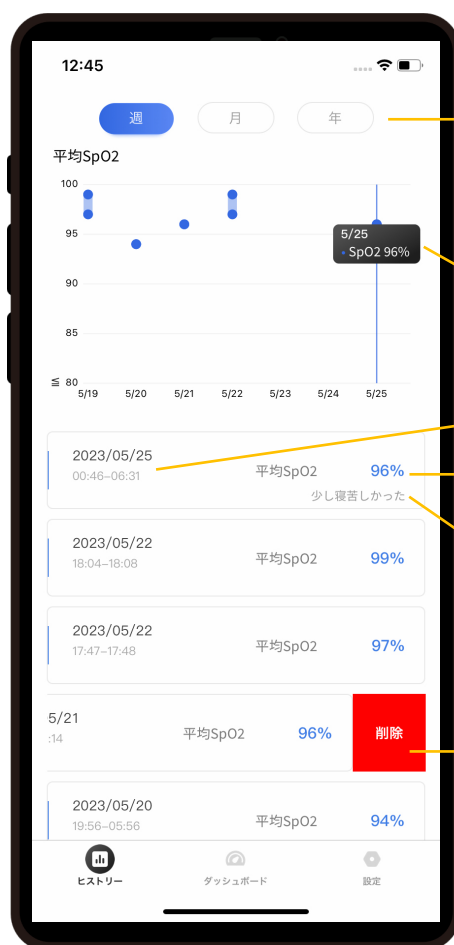 12:45
週 月 年
平均SpO2
100
95
90
85
≦ 80
5/25
SpO2 96%
5/19 5/20 5/21 5/22 5/23 5/24 5/25
2023/05/25
00:46–06:31
平均SpO2 96%
少し寝苦しかった
2023/05/22
18:04–18:08
平均SpO2 99%
2023/05/22
17:47–17:48
平均SpO2 97%
5/21
:14
平均SpO2 96% 削除
2023/05/20
19:56–05:56
平均SpO2 94%
ヒストリー ダッシュボード 設定